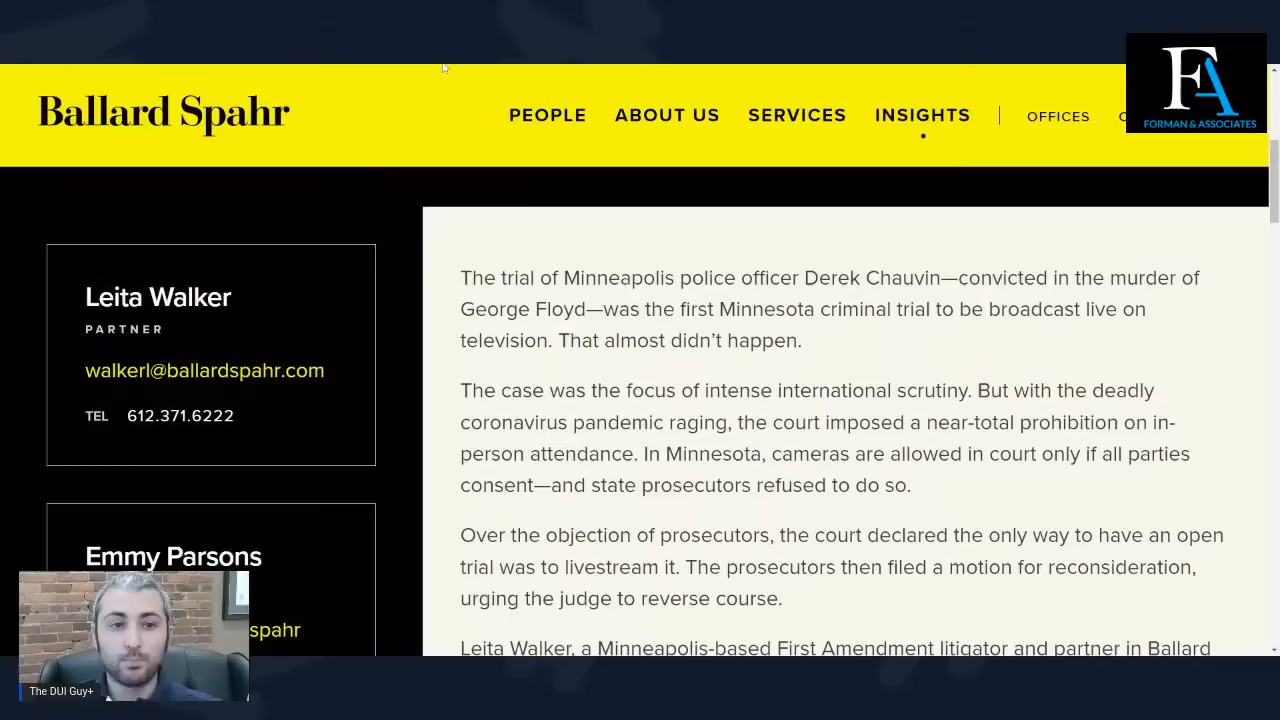 Ballard Spahr
PEOPLE ABOUT US SERVICES INSIGHTS OFFICES
FA
FORMAN & ASSOCIATES
Leita Walker
PARTNER
walkerl@ballardspahr.com
TEL 612.371.6222
Emmy Parsons
spahr
The DUI Guy+
The trial of Minneapolis police officer Derek Chauvin—convicted in the murder of
George Floyd—was the first Minnesota criminal trial to be broadcast live on
television. That almost didn’t happen.
The case was the focus of intense international scrutiny. But with the deadly
coronavirus pandemic raging, the court imposed a near-total prohibition on in-
person attendance. In Minnesota, cameras are allowed in court only if all parties
consent—and state prosecutors refused to do so.
Over the objection of prosecutors, the court declared the only way to have an open
trial was to livestream it. The prosecutors then filed a motion for reconsideration,
urging the judge to reverse course.
Leita Walker, a Minneapolis-based First Amendment litigator and partner in Ballard